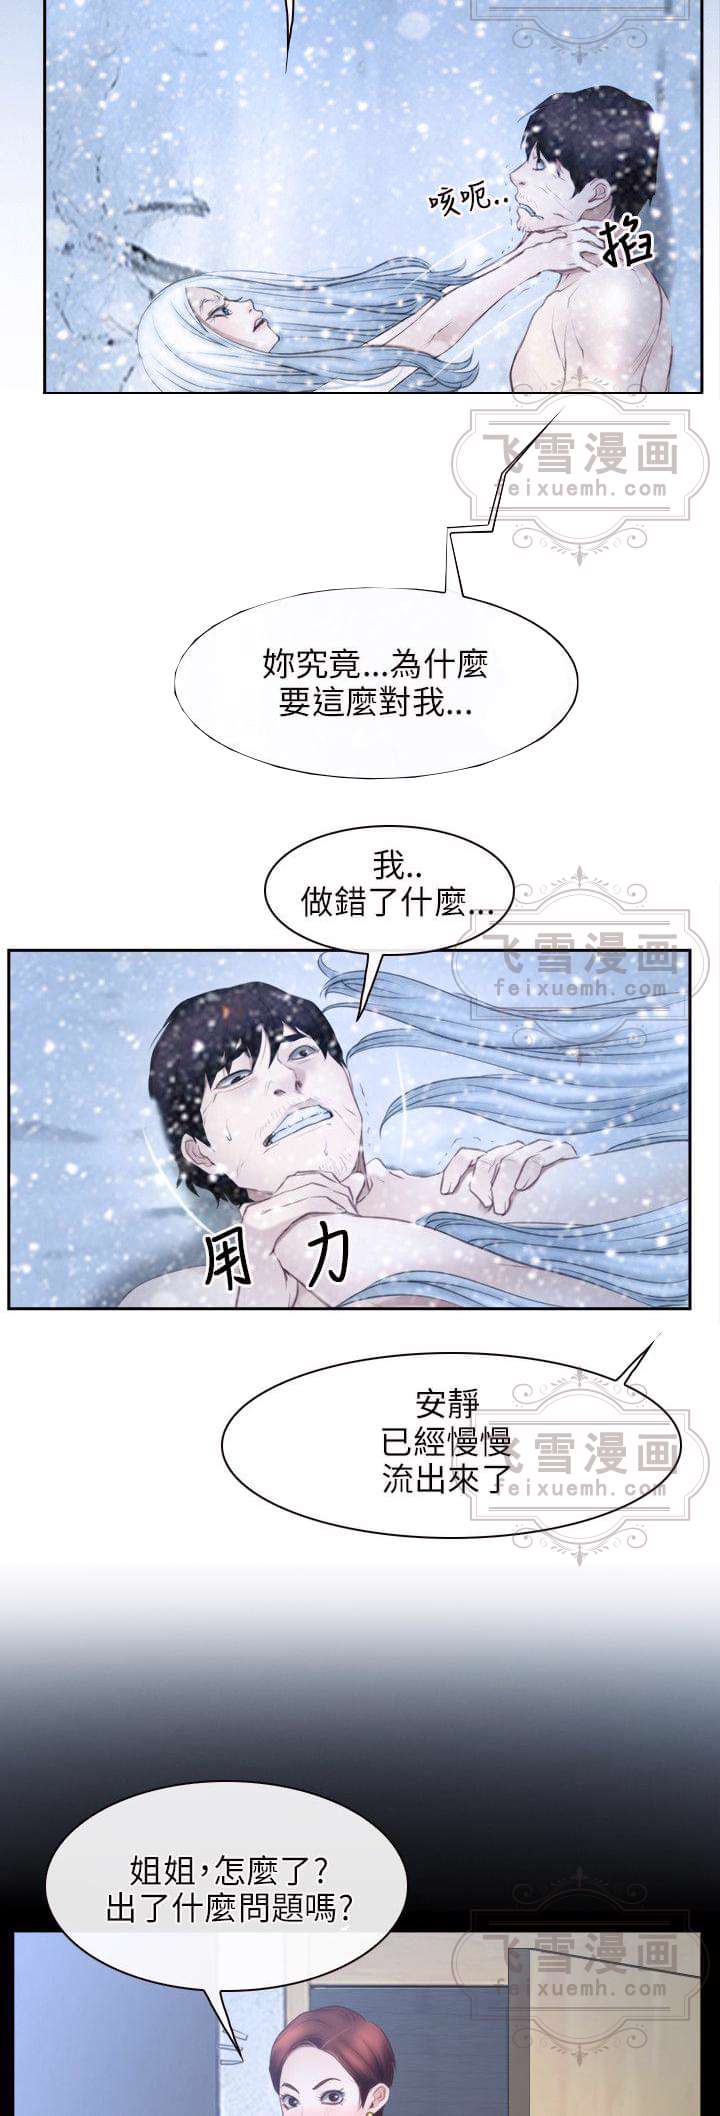 咳呃..
掐
飞雪漫画
feixuemh.com
妳究竟...為什麼
要這麼對我...
我..
做錯了什麼...
飞雪漫画
feixuemh.com
用力
安靜
已經慢慢
流出來了
飞雪漫画
feixuemh.com
姐姐，怎麼了?
出了什麼問題嗎?
飞雪漫画
feixuemh.com